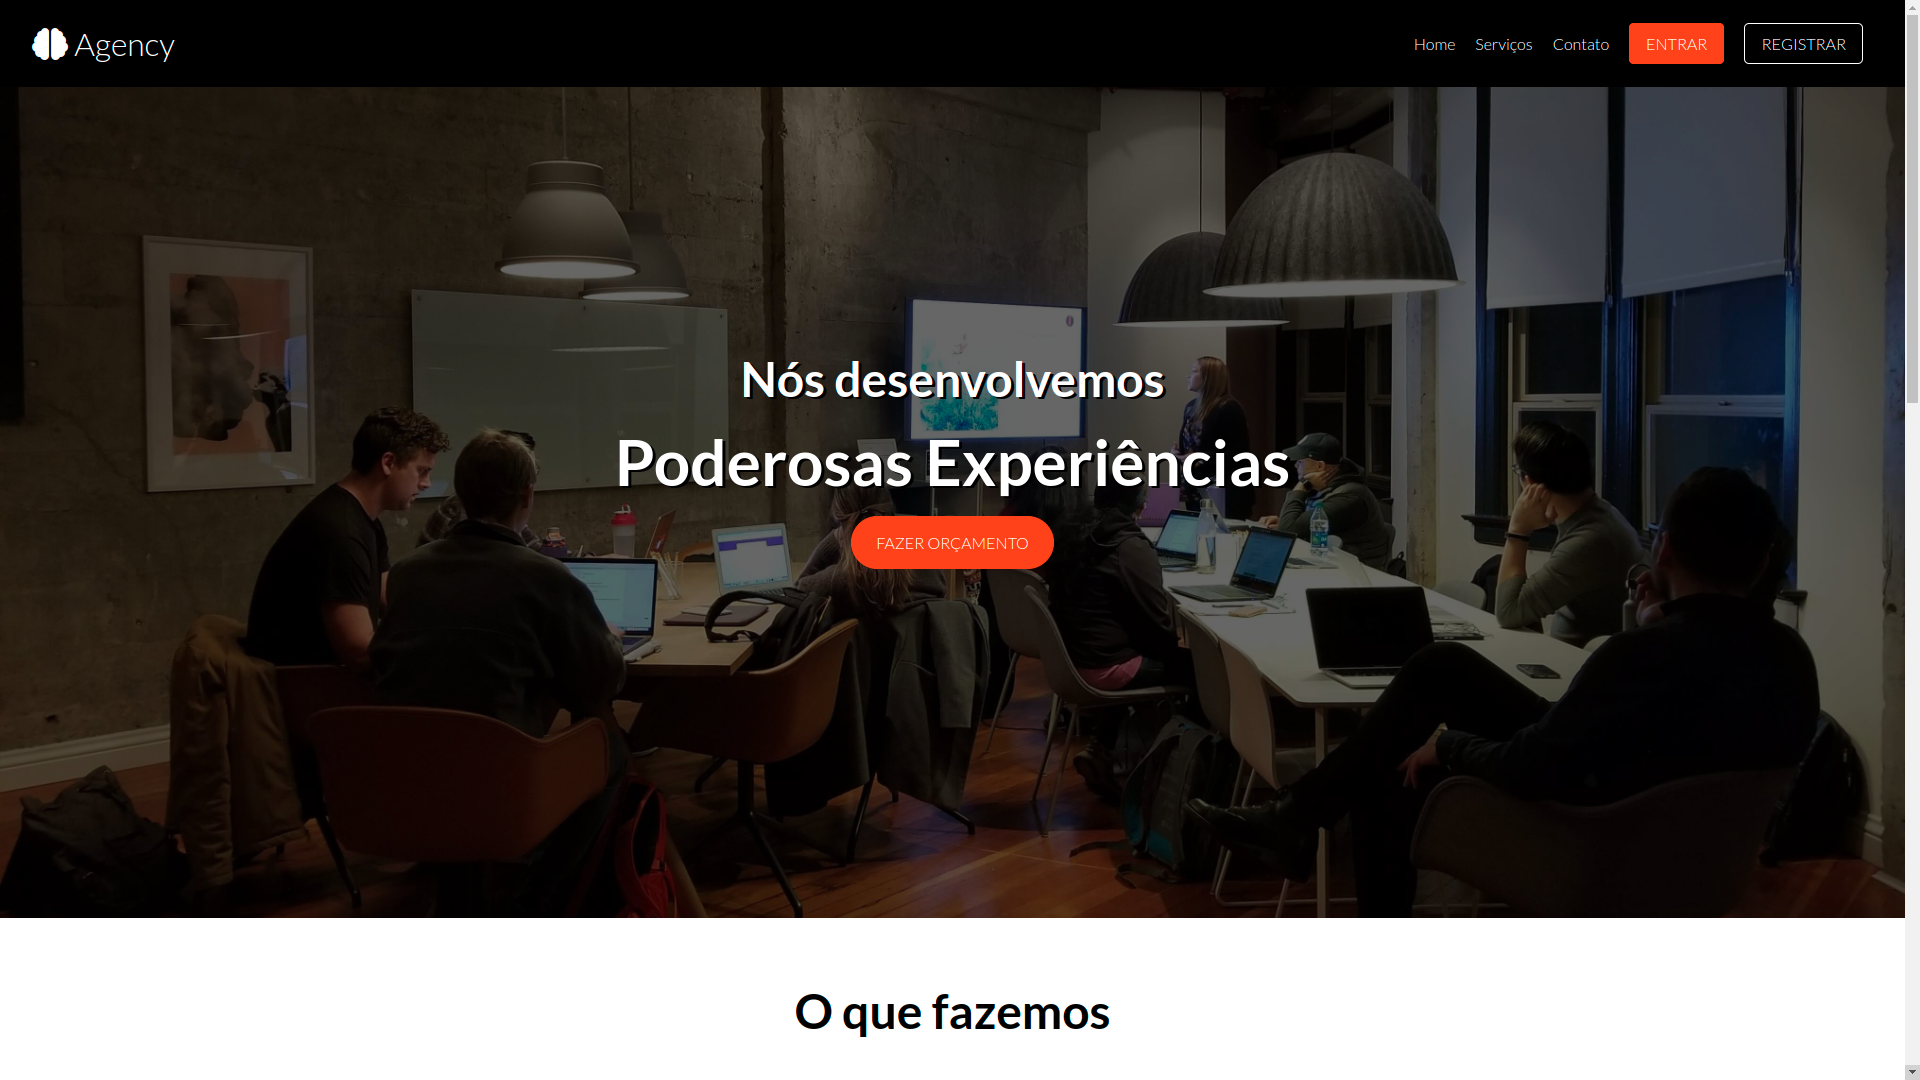 Agency
Home
Serviços
Contato
ENTRAR
REGISTRAR
Nós desenvolvemos
Poderosas Experiências
FAZER ORÇAMENTO
O que fazemos